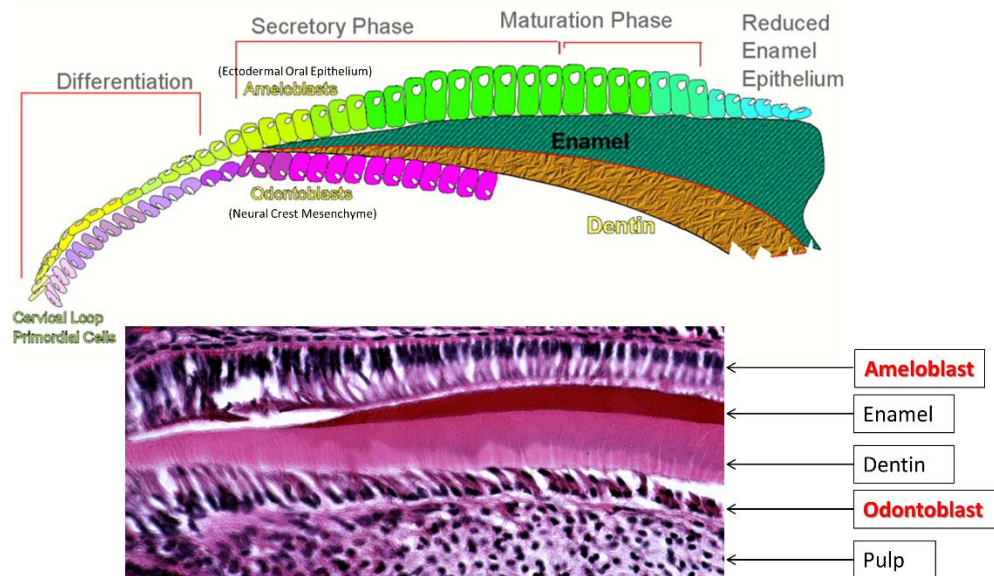 Secretory Phase
Maturation Phase
Reduced
Enamel
Epithelium
Differentiation
(Ectodermal Oral Epithelium)
Ameloblasts
Enamel
Odontoblasts
(Neural Crest Mesenchyme)
Dentin
Cervical Loop
Primordial Cells
Ameloblast
Enamel
Dentin
Odontoblast
Pulp